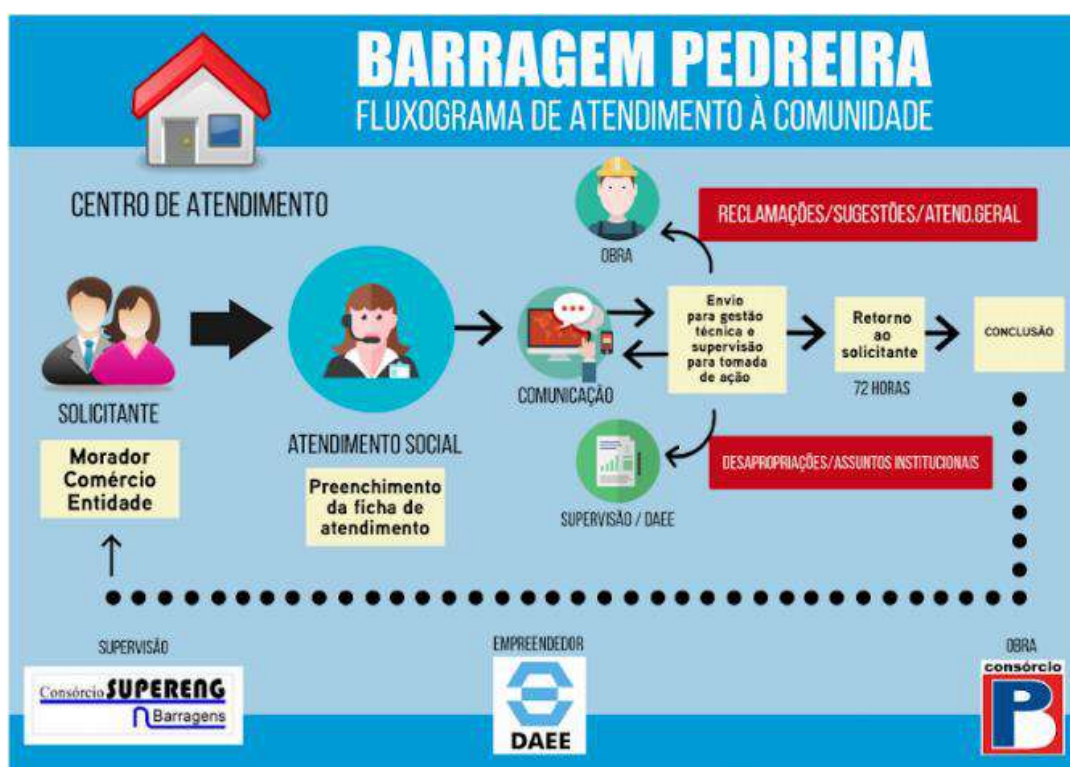 BARRAGEM PEDREIRA
FLUXOGRAMA DE ATENDIMENTO À COMUNIDADE
CENTRO DE ATENDIMENTO
SOLICITANTE
Morador
Comércio
Entidade
ATENDIMENTO SOCIAL
Preenchimento
da ficha de
atendimento
COMUNICAÇÃO
OBRA
RECLAMAÇÕES/SUGESTÕES/ATEND.GERAL
Envio
para gestão
técnica e
supervisão
para tomada
de ação
SUPERVISÃO / DAEE
DESAPROPRIAÇÕES/ASSUNTOS INSTITUCIONAIS
Retorno
ao
solicitante
72 HORAS
CONCLUSÃO
SUPERVISÃO
Consórcio SUPERENG
Barragens
EMPREENDEDOR
DAEE
OBRA
consórcio
PB